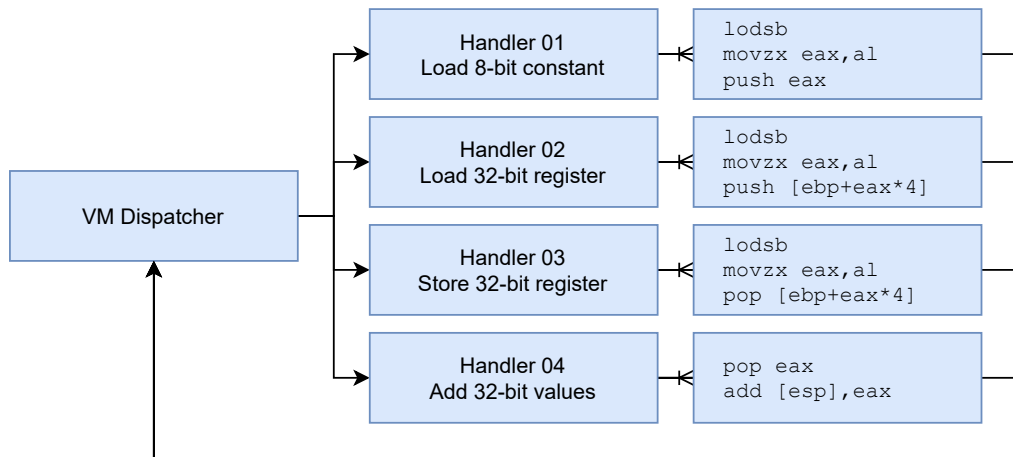 VM Dispatcher
Handler 01
Load 8-bit constant
lodsb
movzx eax,al
push eax
Handler 02
Load 32-bit register
lodsb
movzx eax,al
push [ebp+eax*4]
Handler 03
Store 32-bit register
lodsb
movzx eax,al
pop [ebp+eax*4]
Handler 04
Add 32-bit values
pop eax
add [esp],eax